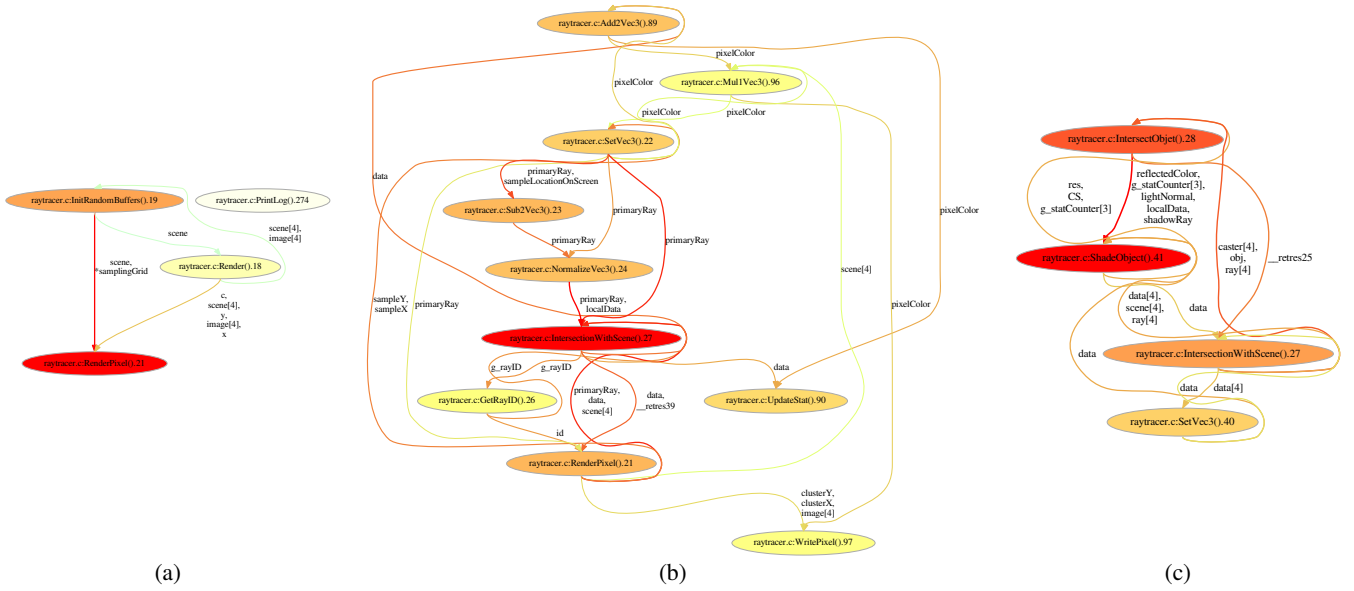 raytracer.c:InitRandomBuffers().19
raytracer.c:PrintLog().274
scene
scene[4],
image[4]
scene,
*samplingGrid
raytracer.c:Render().18
c,
scene[4],
y,
image[4],
x
raytracer.c:RenderPixel().21
(a)
raytracer.c:Add2Vec3().89
pixelColor
raytracer.c:Mul1Vec3().96
pixelColor
pixelColor
pixelColor
raytracer.c:SetVec3().22
data
primaryRay,
sampleLocationOnScreen
raytracer.c:Sub2Vec3().23
primaryRay
primaryRay
primaryRay
pixelColor
raytracer.c:NormalizeVec3().24
scene[4]
sampleY,
sampleX
primaryRay
primaryRay,
localData
pixelColor
raytracer.c:IntersectionWithScene().27
g_rayID
g_rayID
data
raytracer.c:GetRayID().26
primaryRay,
data,
scene[4]
data,
__retres39
raytracer.c:UpdateStat().90
id
raytracer.c:RenderPixel().21
clusterY,
clusterX,
image[4]
raytracer.c:WritePixel().97
(b)
raytracer.c:IntersectObjet().28
res,
CS,
g_statCounter[3]
reflectedColor,
g_statCounter[3],
lightNormal,
localData,
shadowRay
raytracer.c:ShadeObject().41
caster[4],
obj,
ray[4]
__retres25
data[4],
scene[4],
ray[4]
data
raytracer.c:IntersectionWithScene().27
data
data
data[4]
raytracer.c:SetVec3().40
(c)